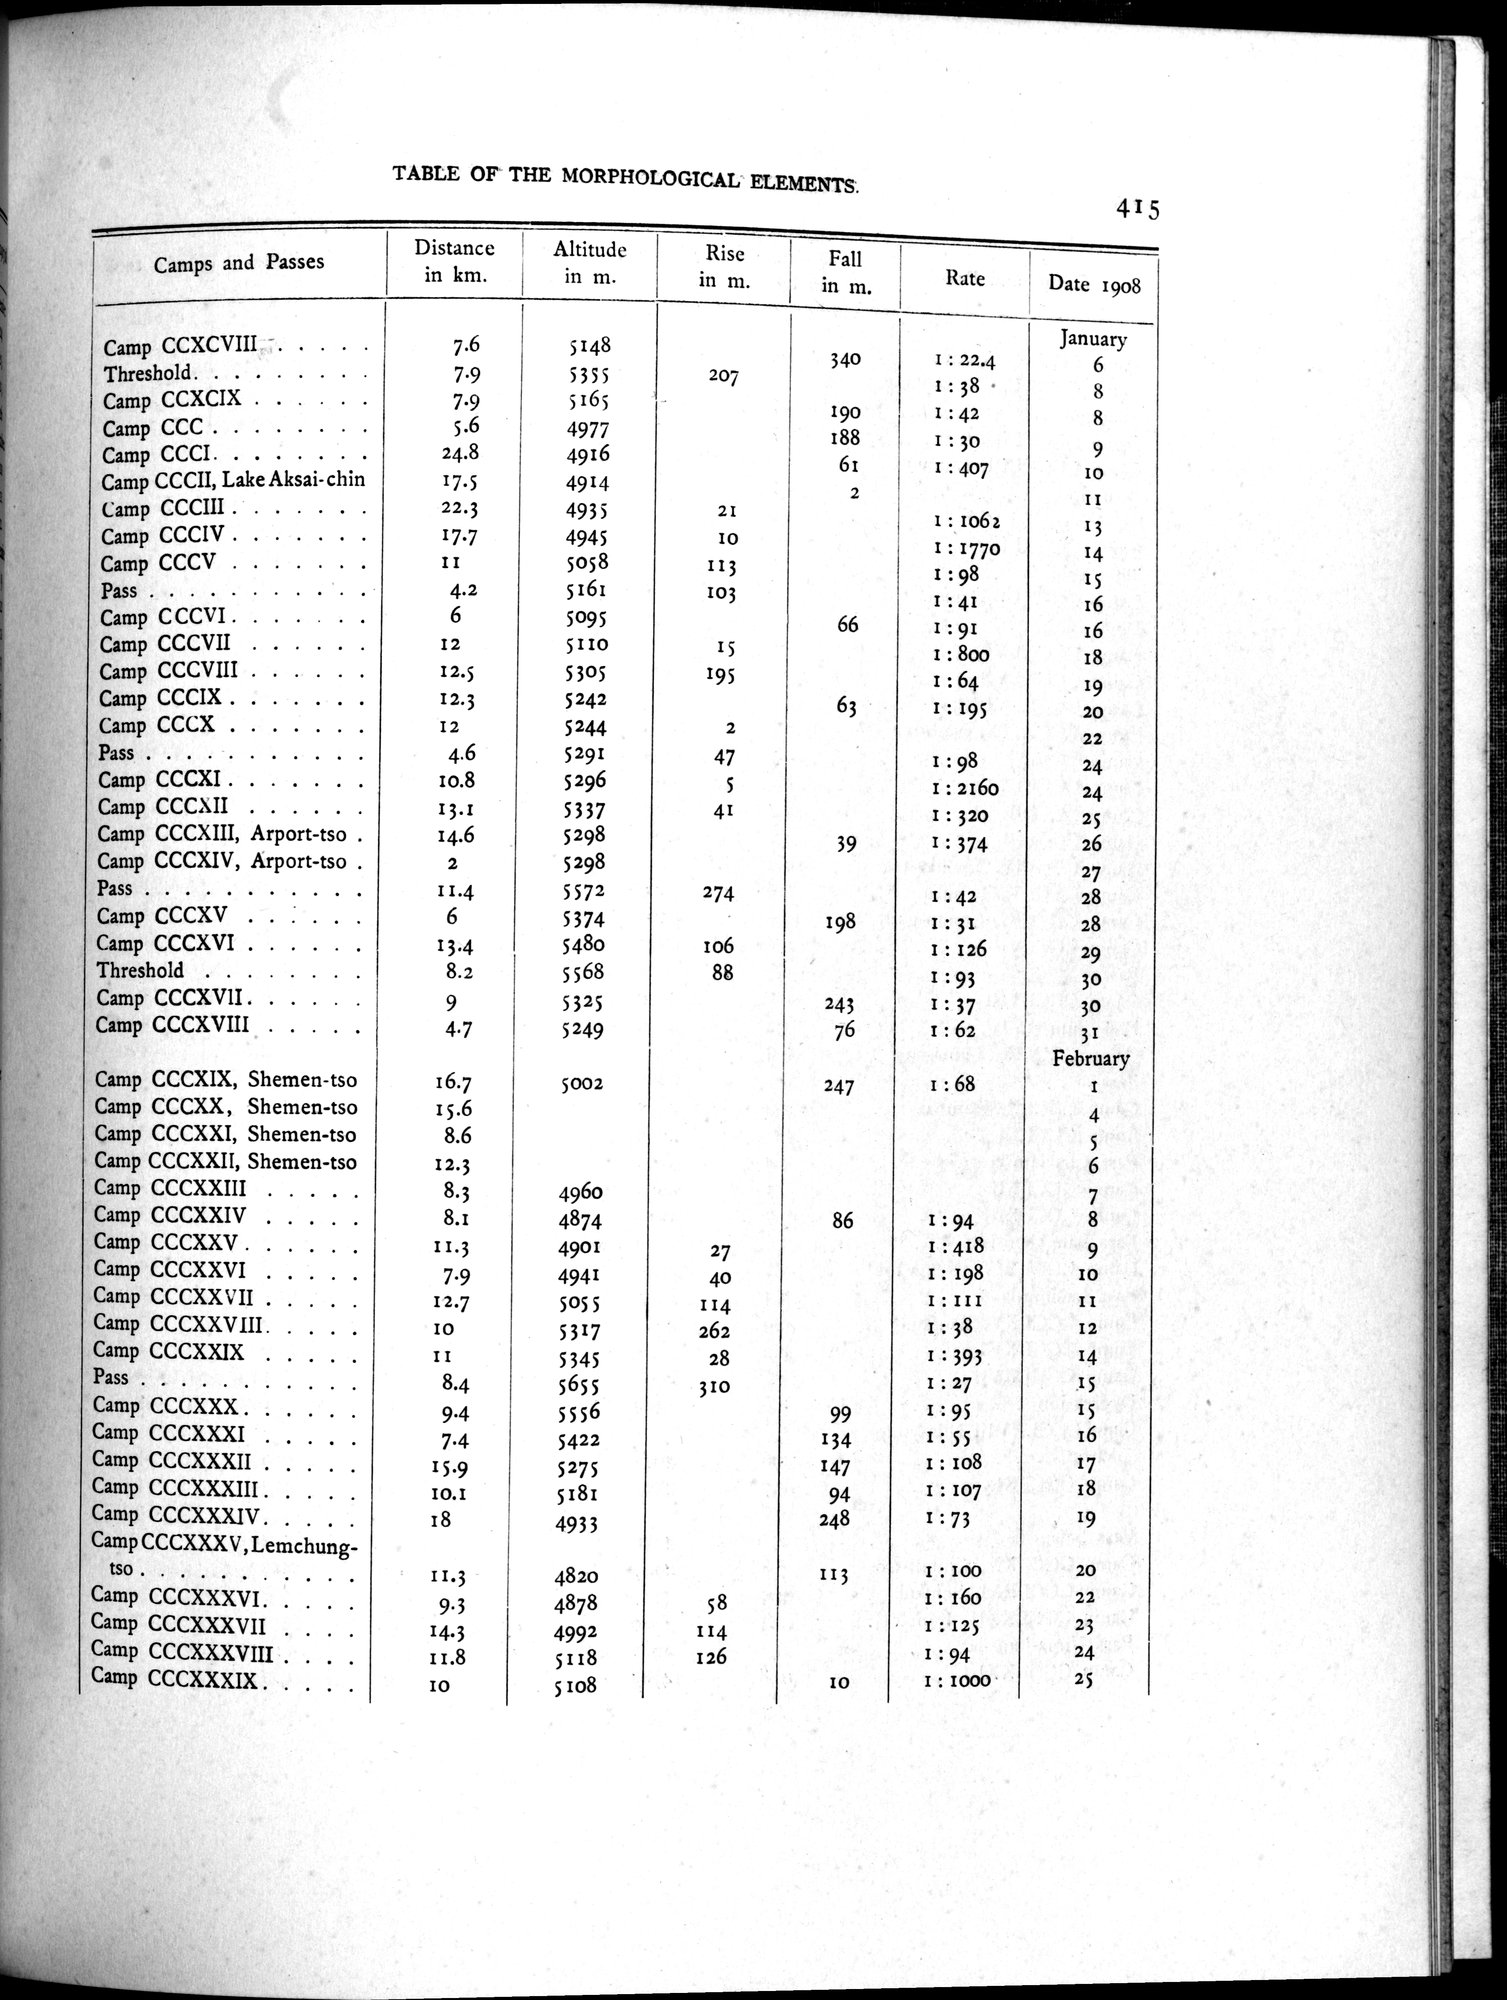 TABLE OF THE MORPHOLOGICAL ELEMENTS.
415
Camps and Passes Distance in km. Altitude in m. Rise in m. Fall in m. Rate Date 1908
January
Camp CCXCVIII . . . . . 7.6 5148 340 1 : 22.4 6
Threshold. . . . . . . . . 7.9 5355 207 1 : 38 8
Camp CCXCIX . . . . . . 7.9 5165 190 1 : 42 8
Camp CCC . . . . . . . . 5.6 4977 188 1 : 30 9
Camp CCCI. . . . . . . . 24.8 4916 61 1 : 407 10
Camp CCCII, Lake Aksai-chin 17.5 4914 2 11
Camp CCCIII . . . . . . . 22.3 4935 21 1 : 1062 13
Camp CCCIV . . . . . . . 17.7 4945 10 1 : 1770 14
Camp CCCV . . . . . . . 11 5058 113 1 : 98 15
Pass . . . . . . . . . . . 4.2 5161 103 1 : 41 16
Camp CCCVI . . . . . . . 6 5095 66 1 : 91 16
Camp CCCVII . . . . . . 12 5110 15 1 : 800 18
Camp CCCVIII . . . . . . 12.5 5305 195 1 : 64 19
Camp CCCIX . . . . . . . 12.3 5242 63 1 : 195 20
Camp CCCX . . . . . . . 12 5244 2 22
Pass . . . . . . . . . . . 4.6 5291 47 1 : 98 24
Camp CCCXI . . . . . . . 10.8 5296 5 1 : 2160 24
Camp CCCXII . . . . . . 13.1 5337 41 1 : 320 25
Camp CCCXIII, Arport-tso . 14.6 5298 39 1 : 374 26
Camp CCCXIV, Arport-tso . 2 5298 27
Pass . . . . . . . . . . . 11.4 5572 274 1 : 42 28
Camp CCCXV . . . . . . 6 5374 198 1 : 31 28
Camp CCCXVI . . . . . . 13.4 5480 106 1 : 126 29
Threshold . . . . . . . . 8.2 5568 88 1 : 93 30
Camp CCCXVII. . . . . . 9 5325 243 1 : 37 30
Camp CCCXVIII . . . . . 4.7 5249 76 1 : 62 31
February
Camp CCCXIX, Shemen-tso 16.7 5002 247 1 : 68 1
Camp CCCXX, Shemen-tso 15.6 4
Camp CCCXXI, Shemen-tso 8.6 5
Camp CCCXXII, Shemen-tso 12.3 6
Camp CCCXXIII . . . . . 8.3 4960 7
Camp CCCXXIV . . . . . 8.1 4874 86 1 : 94 8
Camp CCCXXV . . . . . . 11.3 4901 27 1 : 418 9
Camp CCCXXVI . . . . . 7.9 4941 40 1 : 198 10
Camp CCCXXVII . . . . . 12.7 5055 114 1 : 111 11
Camp CCCXXVIII. . . . . 10 5317 262 1 : 38 12
Camp CCCXXIX . . . . . 11 5345 28 1 : 393 14
Pass . . . . . . . . . . . 8.4 5655 310 1 : 27 15
Camp CCCXXX. . . . . . 9.4 5556 99 1 : 95 15
Camp CCCXXXI . . . . . 7.4 5422 134 1 : 55 16
Camp CCCXXXII . . . . . 15.9 5275 147 1 : 108 17
Camp CCCXXXIII. . . . . 10.1 5181 94 1 : 107 18
Camp CCCXXXIV. . . . . 18 4933 248 1 : 73 19
Camp CCCXXXV, Lemchung-
tso . . . . . . . . . . . 11.3 4820 113 1 : 100 20
Camp CCCXXXVI. . . . . 9.3 4878 58 1 : 160 22
Camp CCCXXXVII . . . . 14.3 4992 114 1 : 125 23
Camp CCCXXXVIII . . . . 11.8 5118 126 1 : 94 24
Camp CCCXXXIX. . . . . 10 5108 10 1 : 1000 25